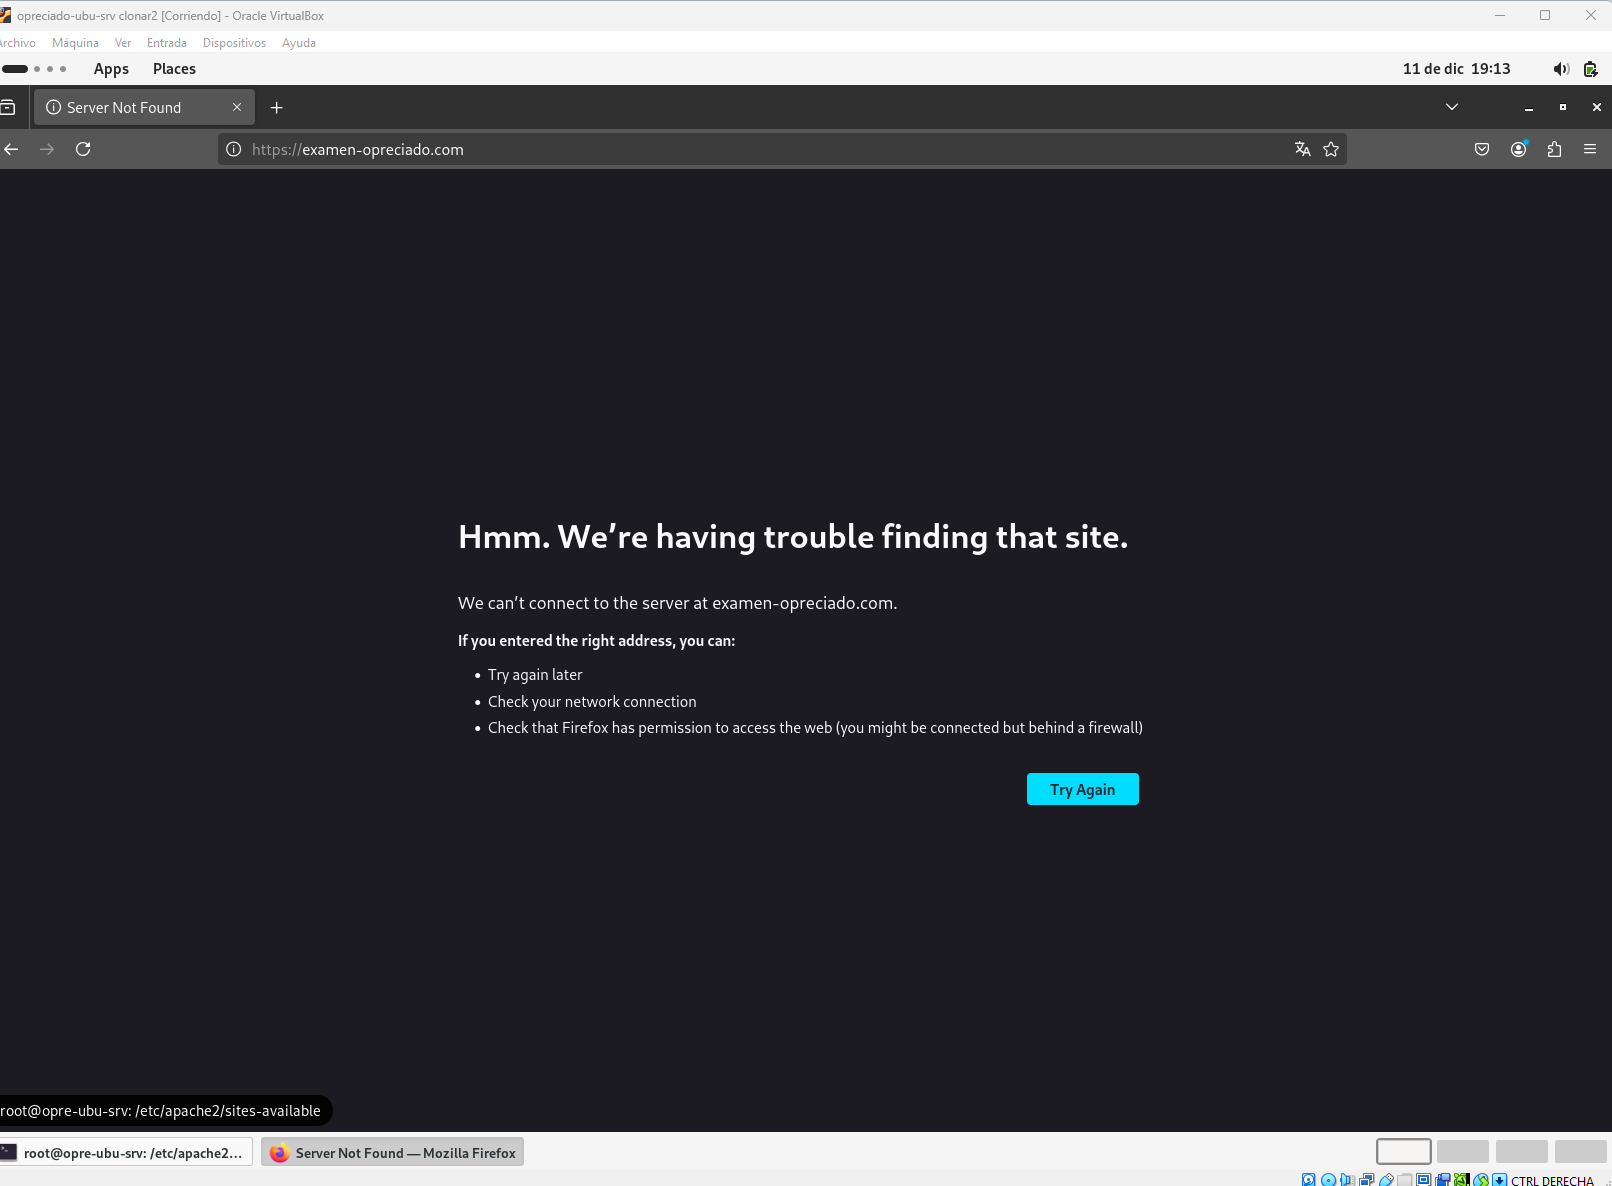 opreciado-ubu-srv clonar2 [Corriendo] - Oracle VirtualBox
Archivo Máquina Ver Entrada Dispositivos Ayuda
Apps Places 11 de dic 19:13
Server Not Found
https://examen-opreciado.com
Hmm. We’re having trouble finding that site.
We can’t connect to the server at examen-opreciado.com.
If you entered the right address, you can:
• Try again later
• Check your network connection
• Check that Firefox has permission to access the web (you might be connected but behind a firewall)
Try Again
root@opre-ubu-srv: /etc/apache2/sites-available
root@opre-ubu-srv: /etc/apache2... Server Not Found — Mozilla Firefox
CTRL DERECHA